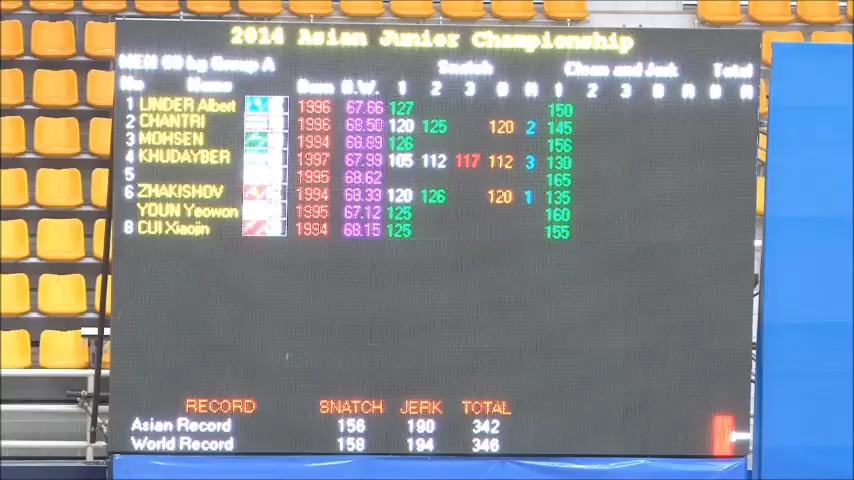 2014 Asian Junior Championship
MEN 69 kg Group A Snatch Clean and Jerk Total
No Name Born B.W. 1 2 3 B R 1 2 3 B R B R
1 LINDER Albert 1996 67.66 127 150
2 CHANTRI 1996 68.50 120 125 120 2 145
3 MOHSEN 1994 68.89 126 156
4 KHUDAYBER 1997 67.99 105 112 117 112 3 130
5 1995 68.62 165
6 ZHAKISHOV 1994 68.33 120 126 120 1 135
YOUN Yeowon 1995 67.12 125 160
8 CUI Xiaojin 1994 68.15 125 155
RECORD SNATCH JERK TOTAL
Asian Record 156 190 342
World Record 158 194 346